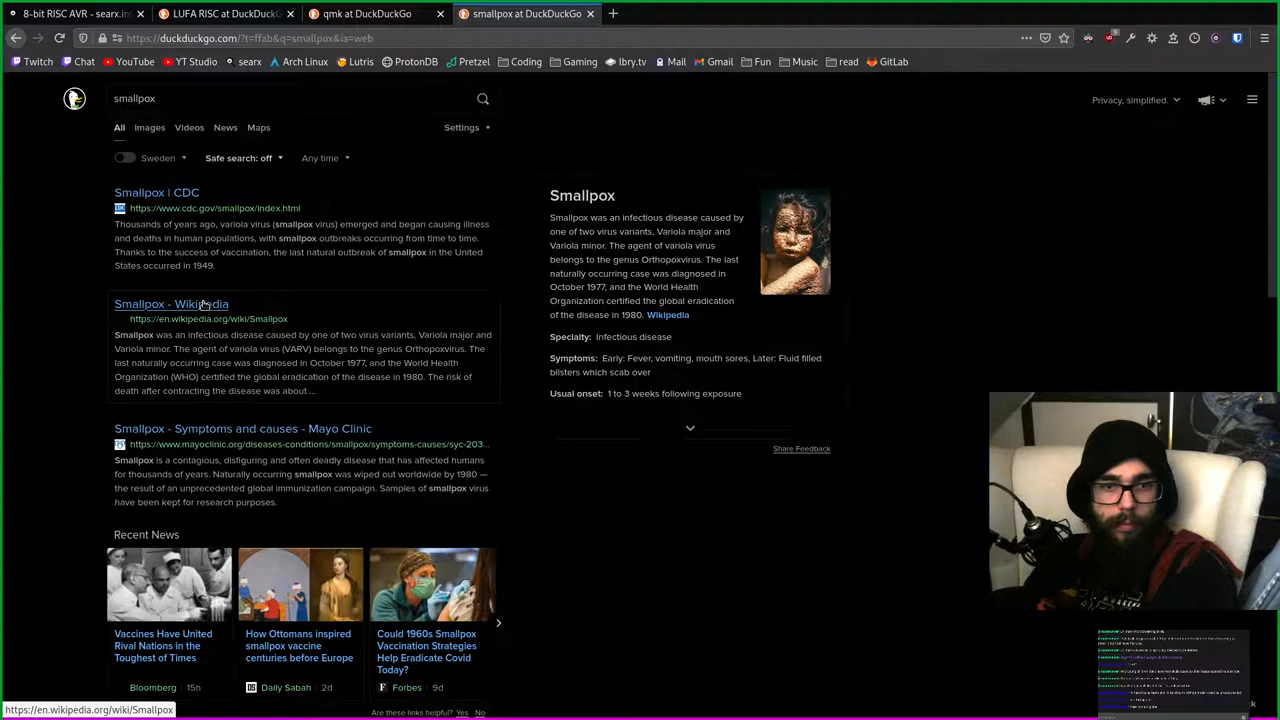 8-bit RISC AVR - searx.in
LUFA RISC at DuckDuckG
qmk at DuckDuckGo
smallpox at DuckDuckGo
https://duckduckgo.com/?t=ffab&q=smallpox&ia=web
9
Twitch Chat YouTube YT Studio searx Arch Linux Lutris ProtonDB Pretzel Coding Gaming lbry.tv Mail Gmail Fun Music read GitLab
smallpox
Privacy, simplified.
All Images Videos News Maps Settings
Sweden Safe search: off Any time
Smallpox | CDC
CDC
https://www.cdc.gov/smallpox/index.html
Thousands of years ago, variola virus (smallpox virus) emerged and began causing illness
and deaths in human populations, with smallpox outbreaks occurring from time to time.
Thanks to the success of vaccination, the last natural outbreak of smallpox in the United
States occurred in 1949.
Smallpox - Wikipedia
https://en.wikipedia.org/wiki/Smallpox
Smallpox was an infectious disease caused by one of two virus variants, Variola major and
Variola minor. The agent of variola virus (VARV) belongs to the genus Orthopoxvirus. The
last naturally occurring case was diagnosed in October 1977, and the World Health
Organization (WHO) certified the global eradication of the disease in 1980. The risk of
death after contracting the disease was about ...
Smallpox - Symptoms and causes - Mayo Clinic
https://www.mayoclinic.org/diseases-conditions/smallpox/symptoms-causes/syc-203...
Smallpox is a contagious, disfiguring and often deadly disease that has affected humans
for thousands of years. Naturally occurring smallpox was wiped out worldwide by 1980 —
the result of an unprecedented global immunization campaign. Samples of smallpox virus
have been kept for research purposes.
Recent News
Vaccines Have United
Rival Nations in the
Toughest of Times
Bloomberg 15h
How Ottomans inspired
smallpox vaccine
centuries before Europe
Daily Sabah 2d
Could 1960s Smallpox
Vaccination Strategies
Help Eradicate Covid
Today?
Forbes 9d
Are these links helpful? Yes No
https://en.wikipedia.org/wiki/Smallpox
Smallpox
Smallpox was an infectious disease caused by
one of two virus variants, Variola major and
Variola minor. The agent of variola virus
belongs to the genus Orthopoxvirus. The last
naturally occurring case was diagnosed in
October 1977, and the World Health
Organization certified the global eradication
of the disease in 1980. Wikipedia
Specialty: Infectious disease
Symptoms: Early: Fever, vomiting, mouth sores, Later: Fluid filled
blisters which scab over
Usual onset: 1 to 3 weeks following exposure
Share Feedback